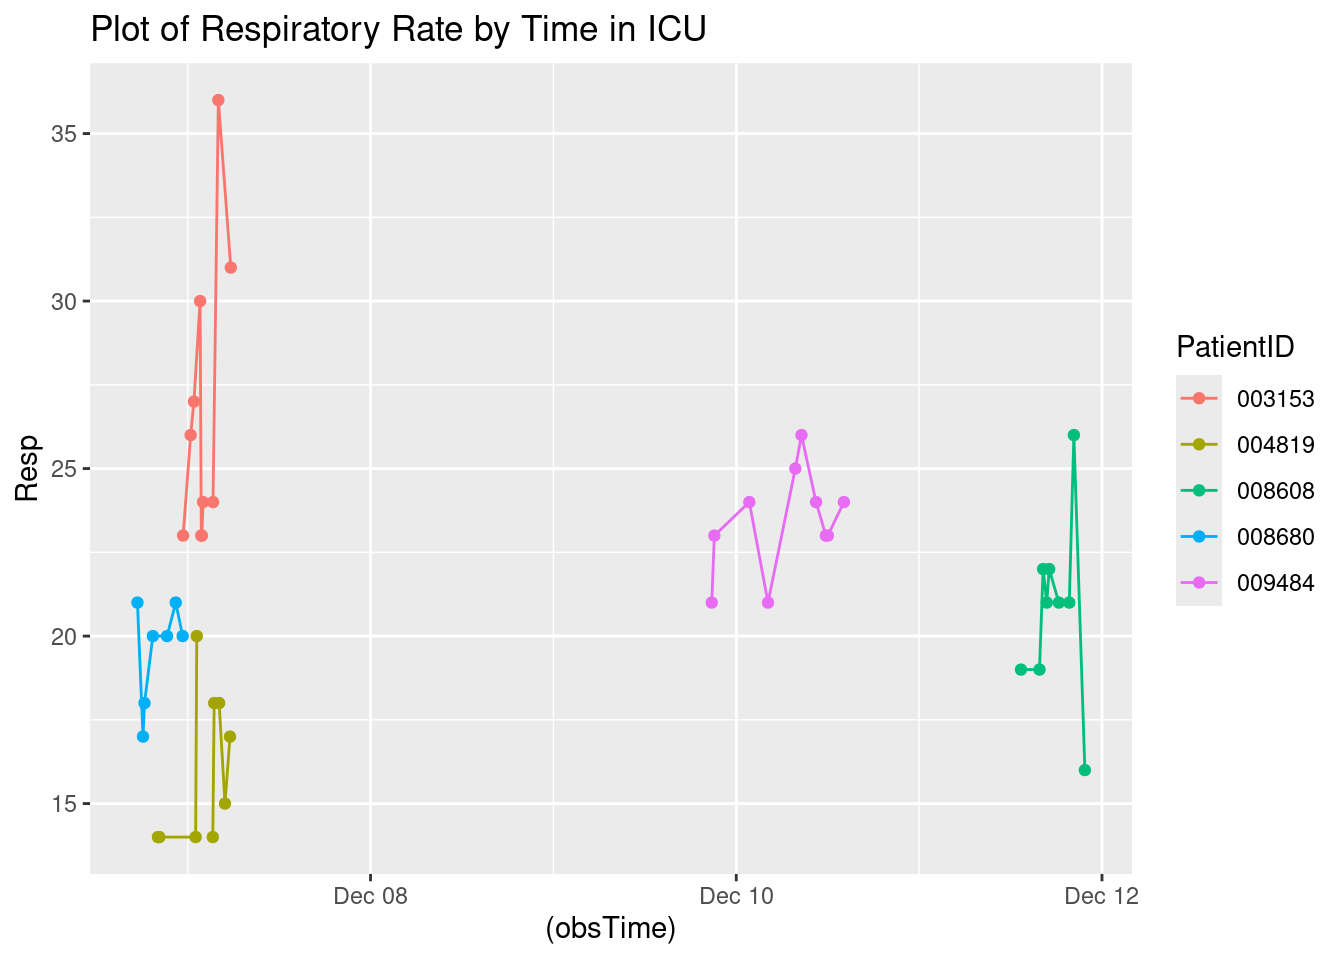 Plot of Respiratory Rate by Time in ICU
35
30
25
20
15
Resp
Dec 08
Dec 10
Dec 12
(obsTime)
PatientID
003153
004819
008608
008680
009484